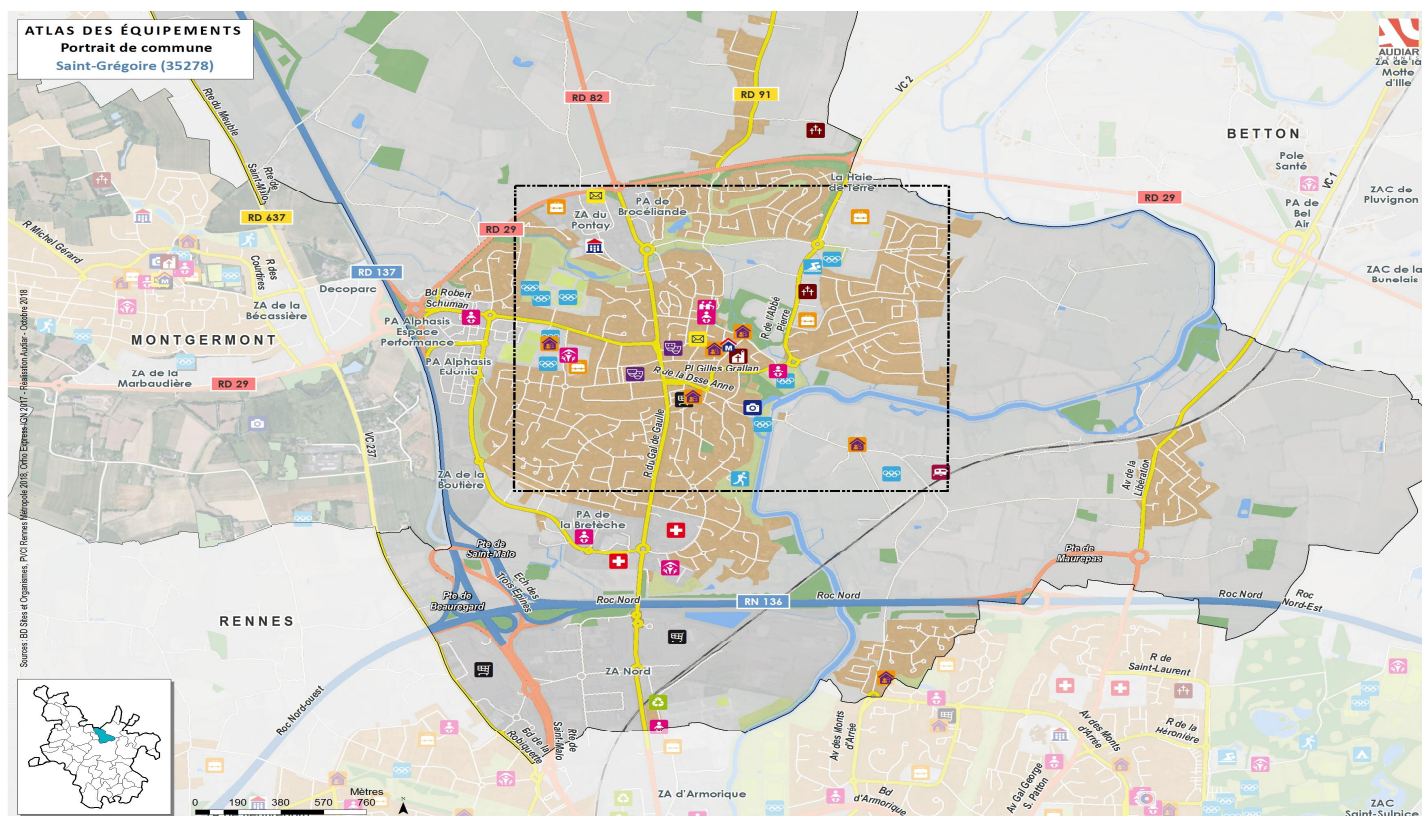 ATLAS DES ÉQUIPEMENTS
Portrait de commune
Saint-Grégoire (35278)
AUDIAR
RENNES
ZA de la
Motte
d'Ille
RD 82
RD 91
VC 2
BETTON
Pole
Santé
VC 1
ZAC de
Pluvignon
PA de
Bel
Air
RD 29
ZAC de la
Bunelais
Rte du Meuble
Rte de
Saint-Malo
RD 637
R Michel Gérard
R des
Courtines
La Haie
de Terre
PA de
Brocéliande
ZA du
Pontay
RD 29
RD 137
Decoparc
Bd Robert
Schuman
ZA de la
Bécassière
PA Alphasis
Espace
Performance
MONTGERMONT
PA Alphasis
Edonia
ZA de la
Marbaudière
RD 29
R de l'Abbé
Pierre
M
Pl Gilles Grallan
R de la Dsse Anne
R du Gal de Gaulle
VC 237
ZA de la
Boutière
Av de la
Libération
PA de
la Bretèche
Pte de
Saint-Malo
Ech des
Trois Epines
Pte de
Beauregard
Pte de
Maurepas
Roc Nord
RN 136
Roc Nord
Roc Nord
Roc
Nord-Est
RENNES
ZA Nord
Roc Nord-ouest
Bd de la
Robiquette
Rte de
Saint-Malo
R de
Saint-Laurent
Av des Monts
d'Arrée
Av des Monts
d'Arrée
R de la
Héronière
Av Gal George
S. Patton
ZA d'Armorique
Bd
d'Armorique
ZAC
Saint-Sulpice
Mètres
0 190 380 570 760
N
Sources : BD Sites et Organismes, PVCI Rennes Métropole 2018, Ortho Express IGN 2017 - Réalisation Audiar - Octobre 2018